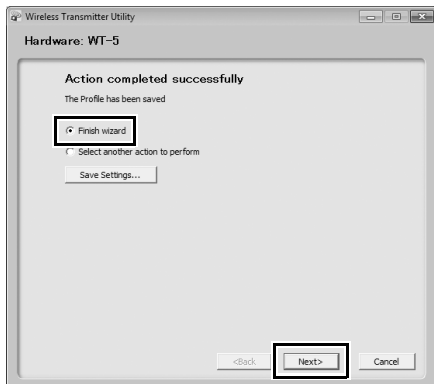 Wireless Transmitter Utility
Hardware: WT-5
Action completed successfully
The Profile has been saved
Finish wizard
Select another action to perform
Save Settings...
<Back Next> Cancel